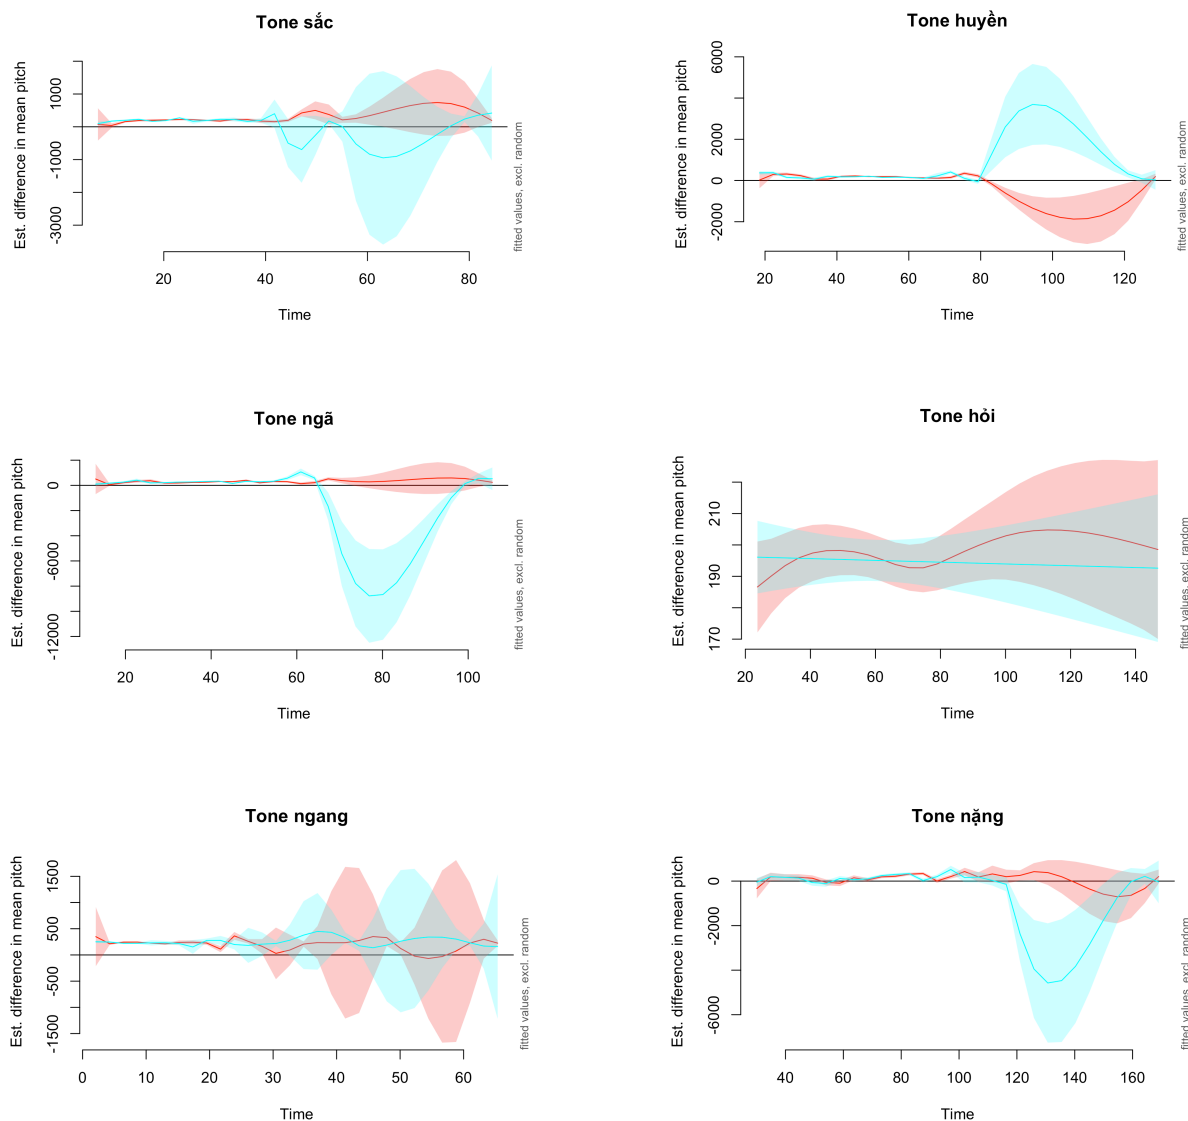 Tone sắc
Est. difference in mean pitch
1000
-1000
-3000
20 40 60 80
Time
fitted values, excl. random
Tone huyền
Est. difference in mean pitch
6000
2000
0
-2000
20 40 60 80 100 120
Time
fitted values, excl. random
Tone ngã
Est. difference in mean pitch
0
-6000
-12000
20 40 60 80 100
Time
fitted values, excl. random
Tone hỏi
Est. difference in mean pitch
210
190
170
20 40 60 80 100 120 140
Time
fitted values, excl. random
Tone ngang
Est. difference in mean pitch
1500
500
-500
-1500
0 10 20 30 40 50 60
Time
fitted values, excl. random
Tone nặng
Est. difference in mean pitch
0
-2000
-6000
40 60 80 100 120 140 160
Time
fitted values, excl. random